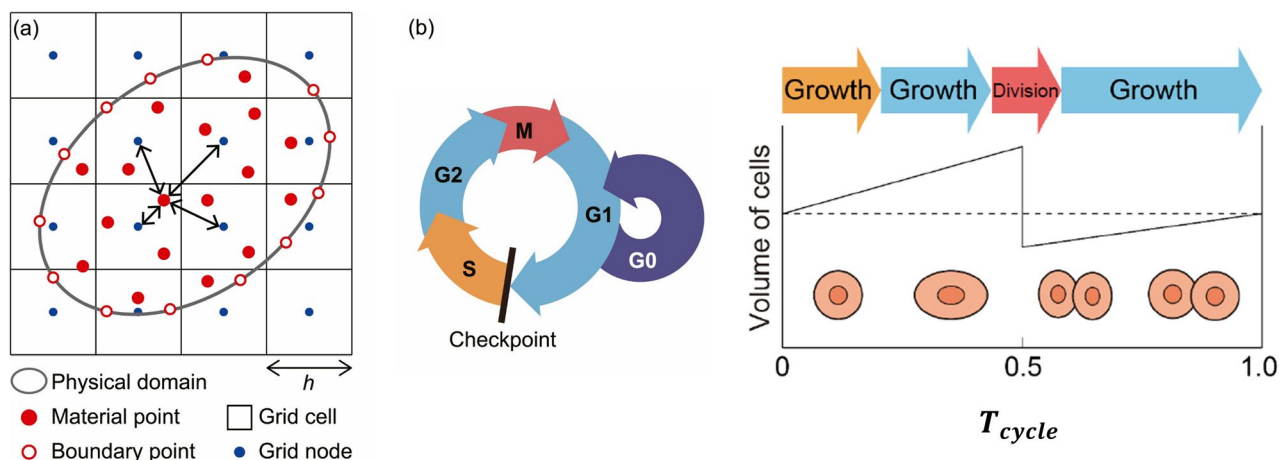 (a)
h
Physical domain
Material point
Grid cell
Boundary point
Grid node
(b)
M
G2
G1
S
G0
Checkpoint
Growth
Growth
Division
Growth
Volume of cells
0
0.5
1.0
T cycle